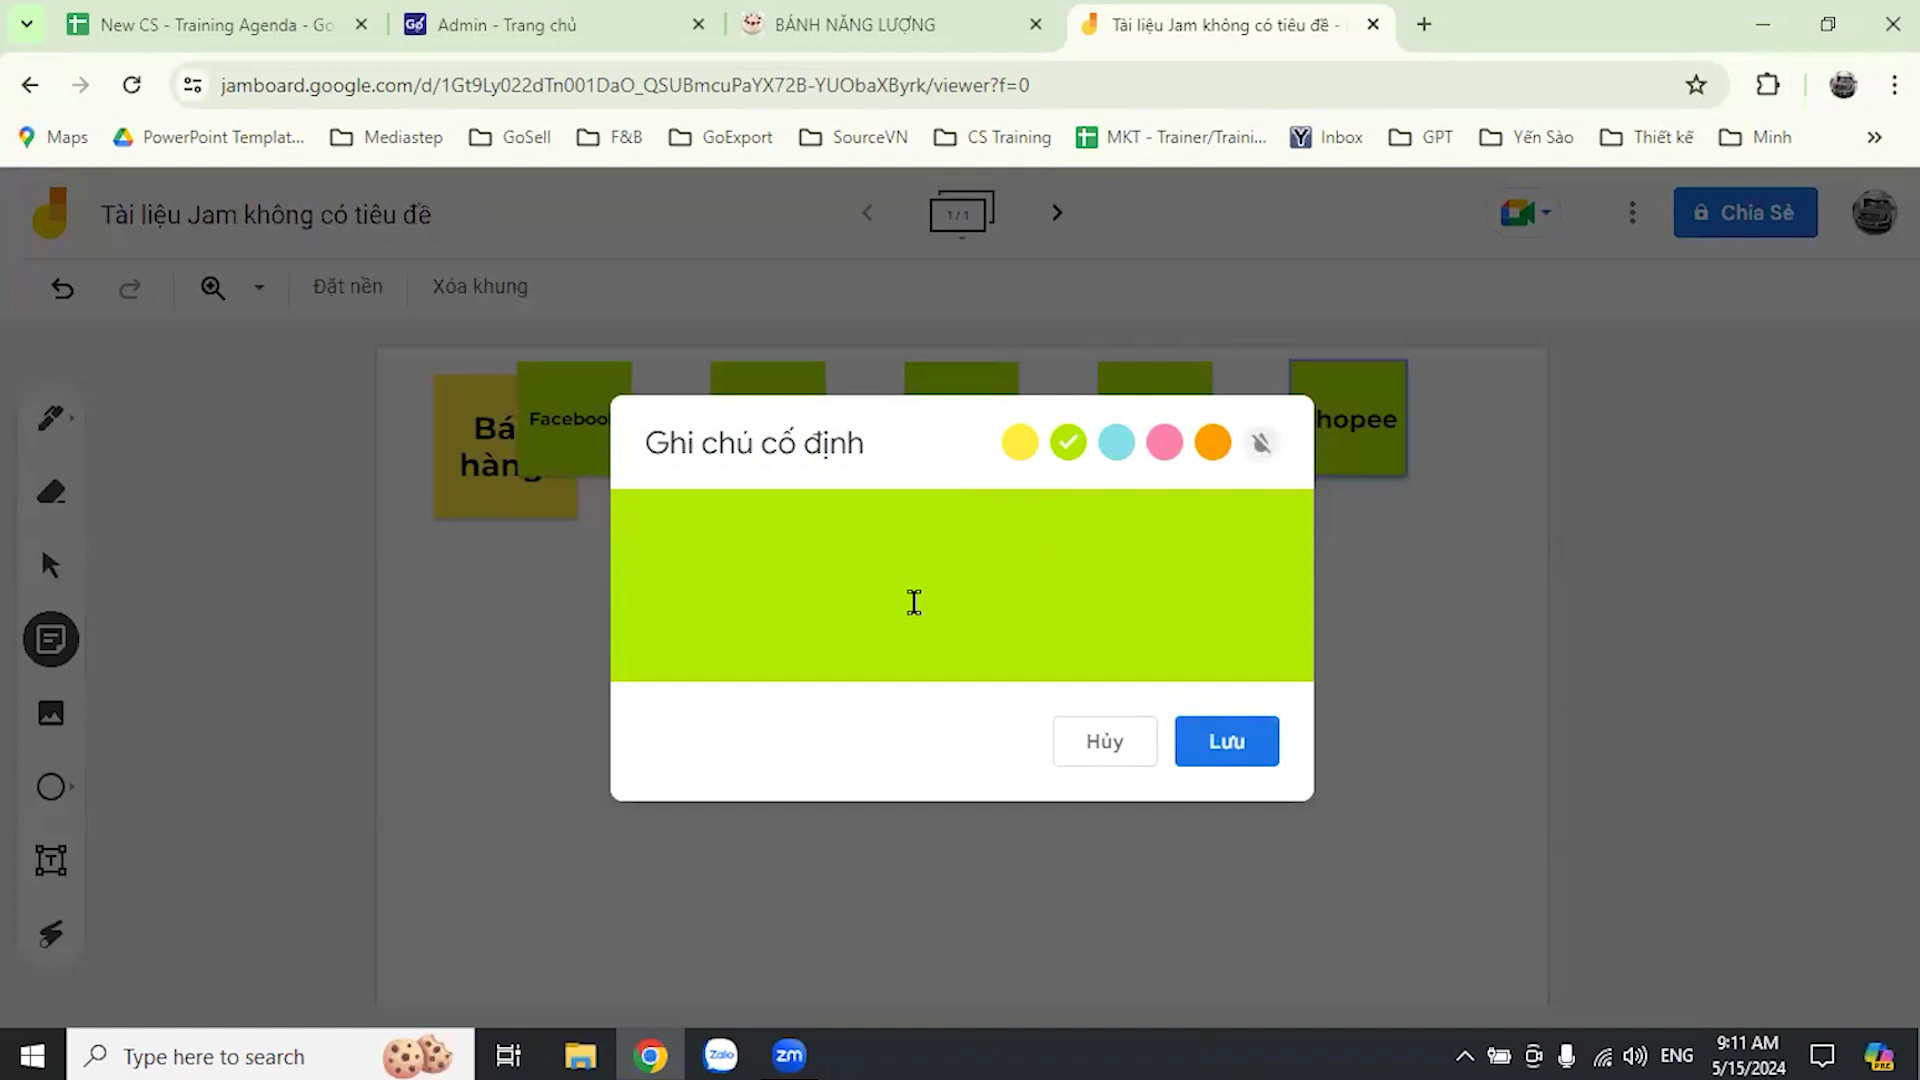 New CS - Training Agenda - Go
Admin - Trang chủ
BÁNH NĂNG LƯỢNG
Tài liệu Jam không có tiêu đề -
jamboard.google.com/d/1Gt9Ly022dTn001DaO_QSUBmcuPaYX72B-YUObaXByrk/viewer?f=0
Maps
PowerPoint Templat...
Mediastep
GoSell
F&B
GoExport
SourceVN
CS Training
MKT - Trainer/Traini...
Inbox
GPT
Yến Sào
Thiết kế
Minh
Tài liệu Jam không có tiêu đề
1 / 1
Chia Sẻ
Đặt nền
Xóa khung
Bá
hàng
Facebook
hopee
Ghi chú cố định
Hủy
Lưu
Type here to search
Zalo
zm
ENG
9:11 AM
5/15/2024
PRE